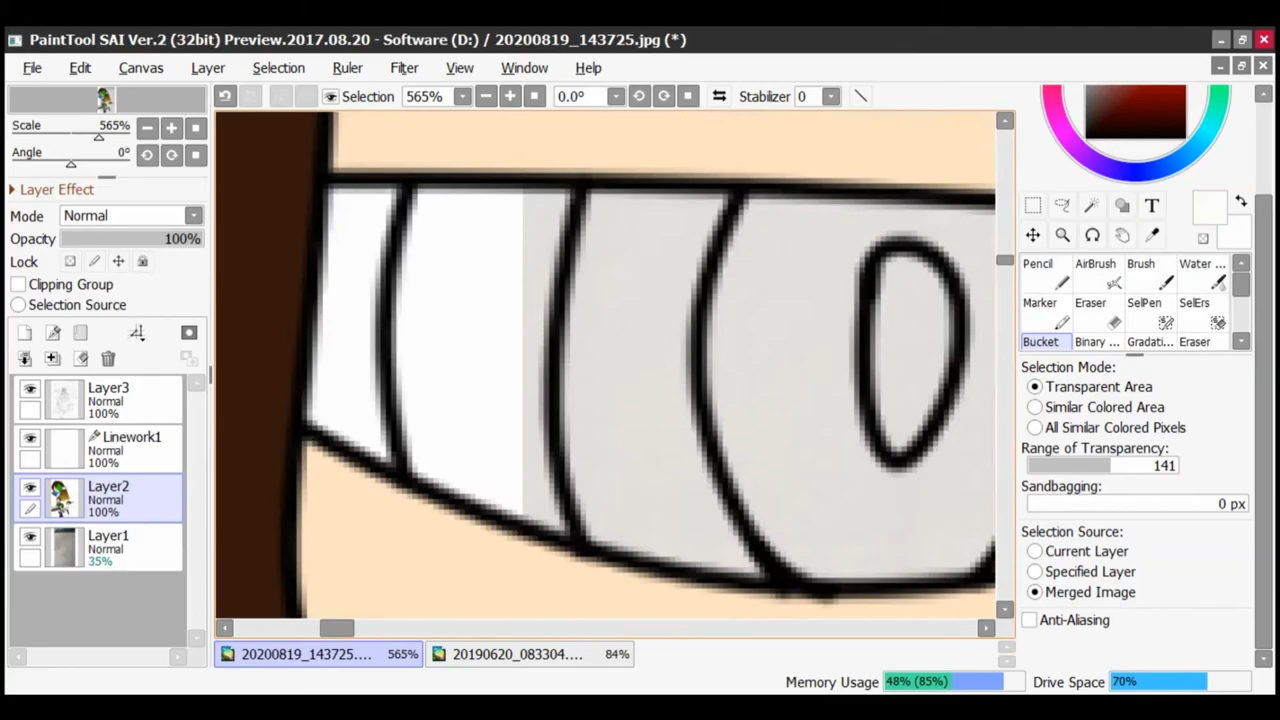 PaintTool SAI Ver.2 (32bit) Preview.2017.08.20 - Software (D:) / 20200819_143725.jpg (*)
File Edit Canvas Layer Selection Ruler Filter View Window Help
Selection 565% 0.0° Stabilizer 0
Scale 565%
Angle 0°
Layer Effect
Mode Normal
Opacity 100%
Lock
Clipping Group
Selection Source
Layer3
Normal
100%
Linework1
Normal
100%
Layer2
Normal
100%
Layer1
Normal
35%
T
Pencil AirBrush Brush Water ...
Marker Eraser SelPen SelErs
Bucket Binary ... Gradati... Eraser
Selection Mode:
Transparent Area
Similar Colored Area
All Similar Colored Pixels
Range of Transparency:
141
Sandbagging:
0 px
Selection Source:
Current Layer
Specified Layer
Merged Image
Anti-Aliasing
20200819_143725.... 565% 20190620_083304.... 84%
Memory Usage 48% (85%) Drive Space 70%